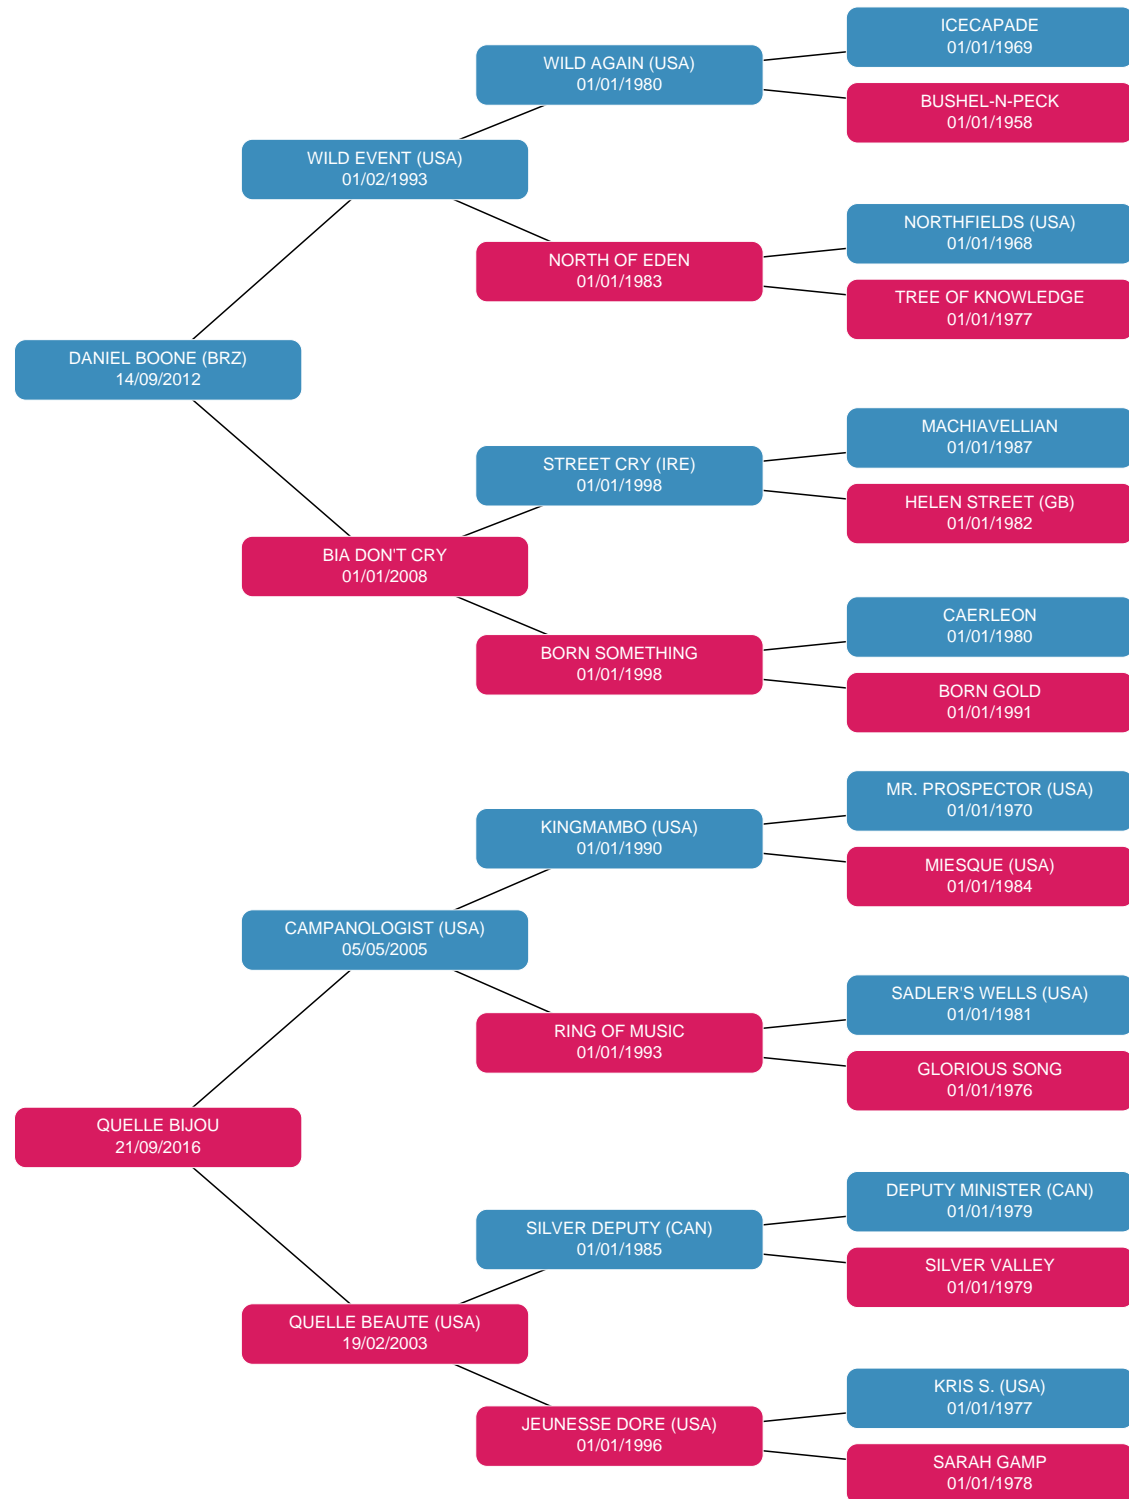 ICECAPADE
01/01/1969
WILD AGAIN (USA)
01/01/1980
BUSHEL-N-PECK
01/01/1958
WILD EVENT (USA)
01/02/1993
NORTHFIELDS (USA)
01/01/1968
NORTH OF EDEN
01/01/1983
TREE OF KNOWLEDGE
01/01/1977
DANIEL BOONE (BRZ)
14/09/2012
MACHIAVELLIAN
01/01/1987
STREET CRY (IRE)
01/01/1998
HELEN STREET (GB)
01/01/1982
BIA DON'T CRY
01/01/2008
CAERLEON
01/01/1980
BORN SOMETHING
01/01/1998
BORN GOLD
01/01/1991
MR. PROSPECTOR (USA)
01/01/1970
KINGMAMBO (USA)
01/01/1990
MIESQUE (USA)
01/01/1984
CAMPANOLOGIST (USA)
05/05/2005
SADLER'S WELLS (USA)
01/01/1981
RING OF MUSIC
01/01/1993
GLORIOUS SONG
01/01/1976
QUELLE BIJOU
21/09/2016
DEPUTY MINISTER (CAN)
01/01/1979
SILVER DEPUTY (CAN)
01/01/1985
SILVER VALLEY
01/01/1979
QUELLE BEAUTE (USA)
19/02/2003
KRIS S. (USA)
01/01/1977
JEUNESSE DORE (USA)
01/01/1996
SARAH GAMP
01/01/1978